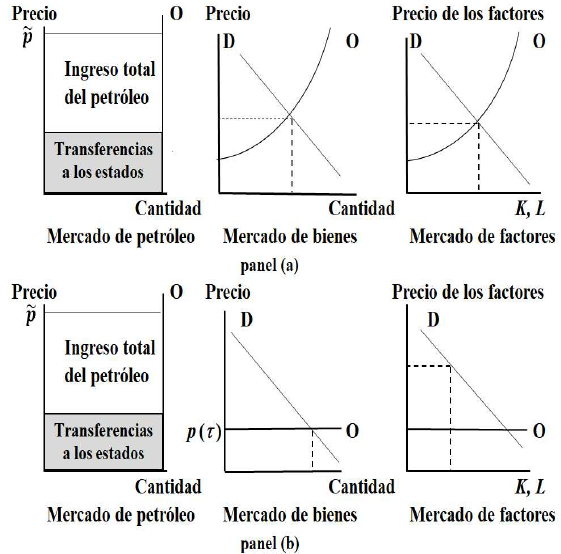 Precio
O
Precio
Precio de los factores
p̃
D
O
D
O
Ingreso total
del petróleo
Transferencias
a los estados
Cantidad
Cantidad
K, L
Mercado de petróleo
Mercado de bienes
Mercado de factores
panel (a)
Precio
O
Precio
Precio de los factores
p̃
D
D
Ingreso total
del petróleo
Transferencias
a los estados
p(τ)
O
O
Cantidad
Cantidad
K, L
Mercado de petróleo
Mercado de bienes
Mercado de factores
panel (b)